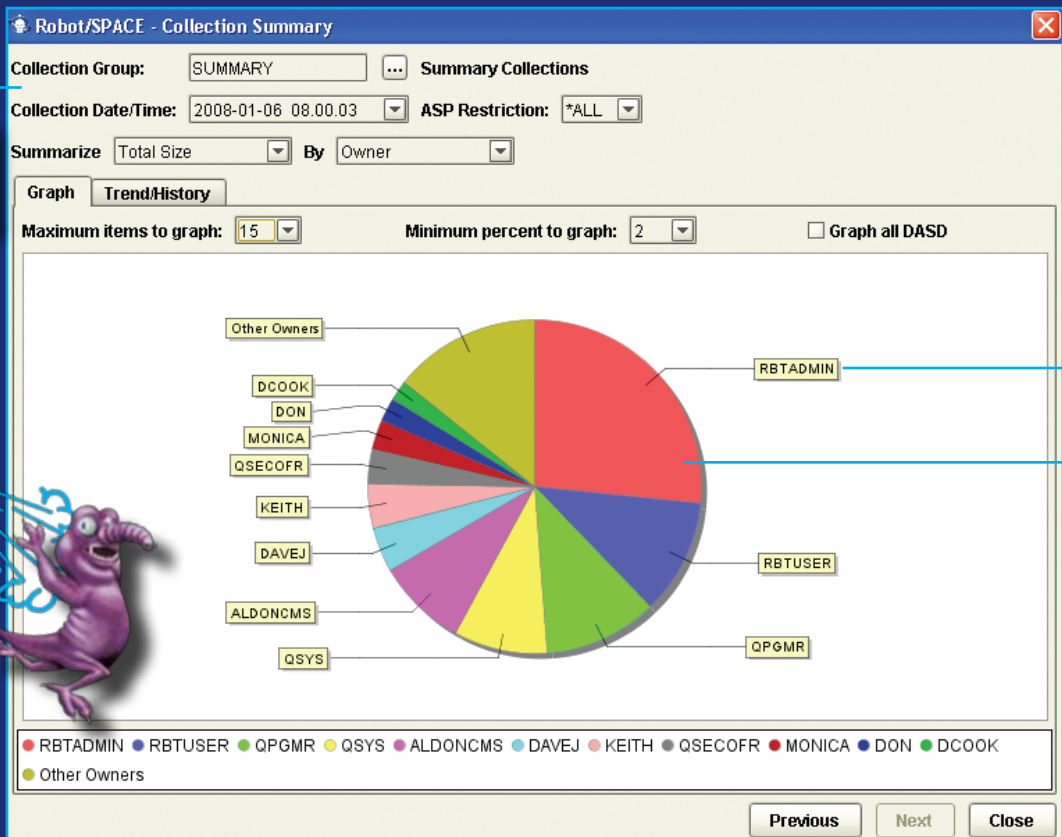 Robot/SPACE - Collection Summary
Collection Group: SUMMARY ... Summary Collections
Collection Date/Time: 2008-01-06 08.00.03 ASP Restriction: *ALL
Summarize Total Size By Owner
Graph Trend/History
Maximum items to graph: 15 Minimum percent to graph: 2 Graph all DASD
Other Owners
RBTADMIN
DCOOK
DON
MONICA
QSECOFR
KEITH
DAVEJ
RBTUSER
ALDONCMS
QPGMR
QSYS
RBTADMIN RBTUSER QPGMR QSYS ALDONCMS DAVEJ KEITH QSECOFR MONICA DON DCOOK
Other Owners
Previous Next Close